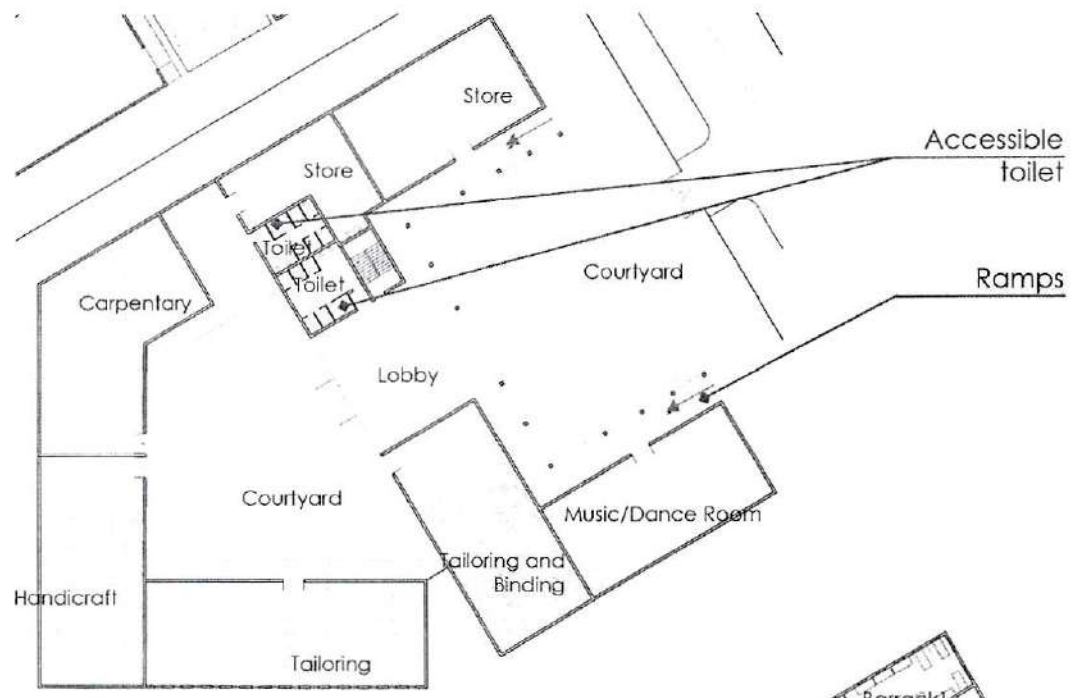 Store
Accessible
toilet
Store
Toilet
Courtyard
Toilet
Ramps
Carpentary
Lobby
Courtyard
Music/Dance Room
Tailoring and
Binding
Handicraft
Tailoring